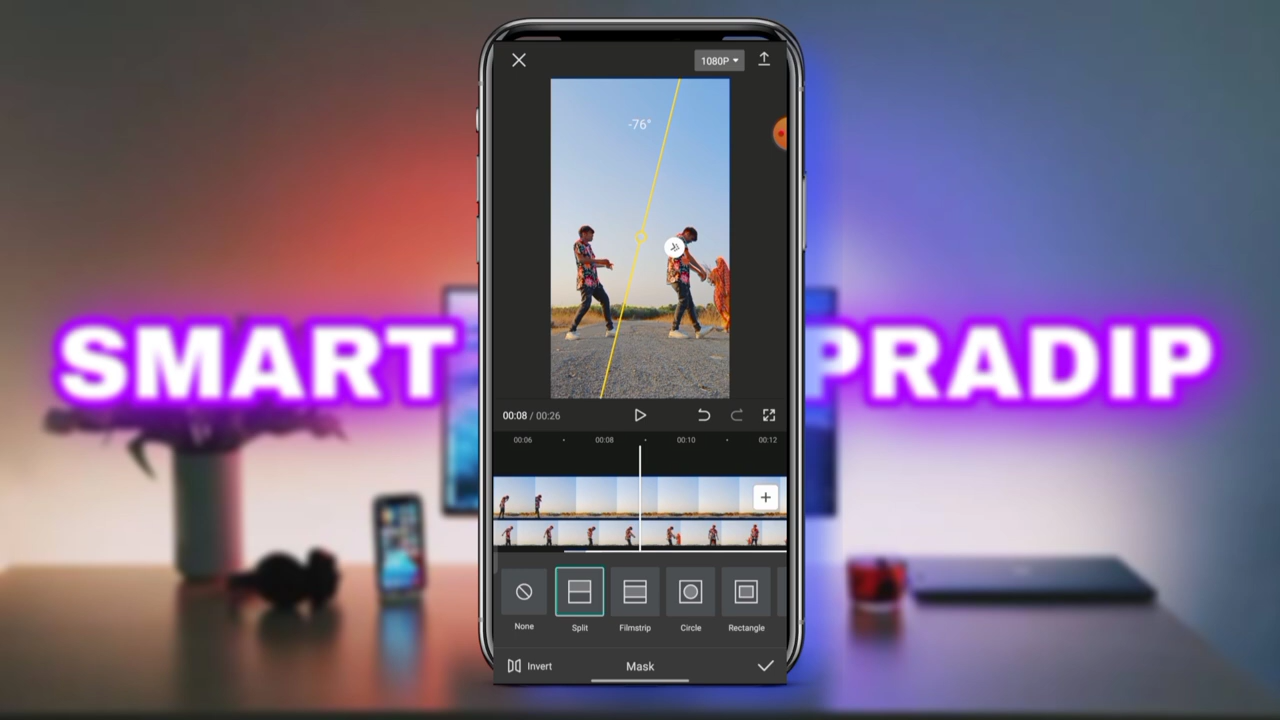 1080P
-76°
SMART PRADIP
00:08 / 00:26
00:06 00:08 00:10 00:12
None Split Filmstrip Circle Rectangle
Invert Mask